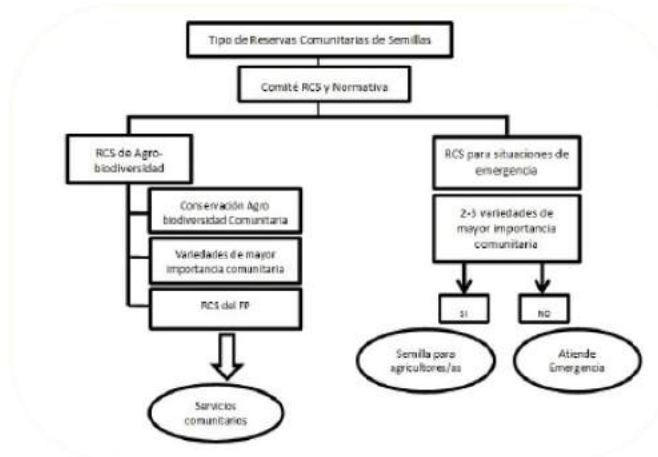 Tipo de Reservas Comunitarias de Semillas
Comité RCS y Normativa
RCS de Agro-
biodiversidad
RCS para situaciones de
emergencia
Conservación Agro
biodiversidad Comunitaria
2-3 variedades de
mayor importancia
comunitaria
Variedades de mayor
importancia comunitaria
RCS del FP
SI
NO
Semilla para
agricultores/as
Atiende
Emergencia
Servicios
comunitarios